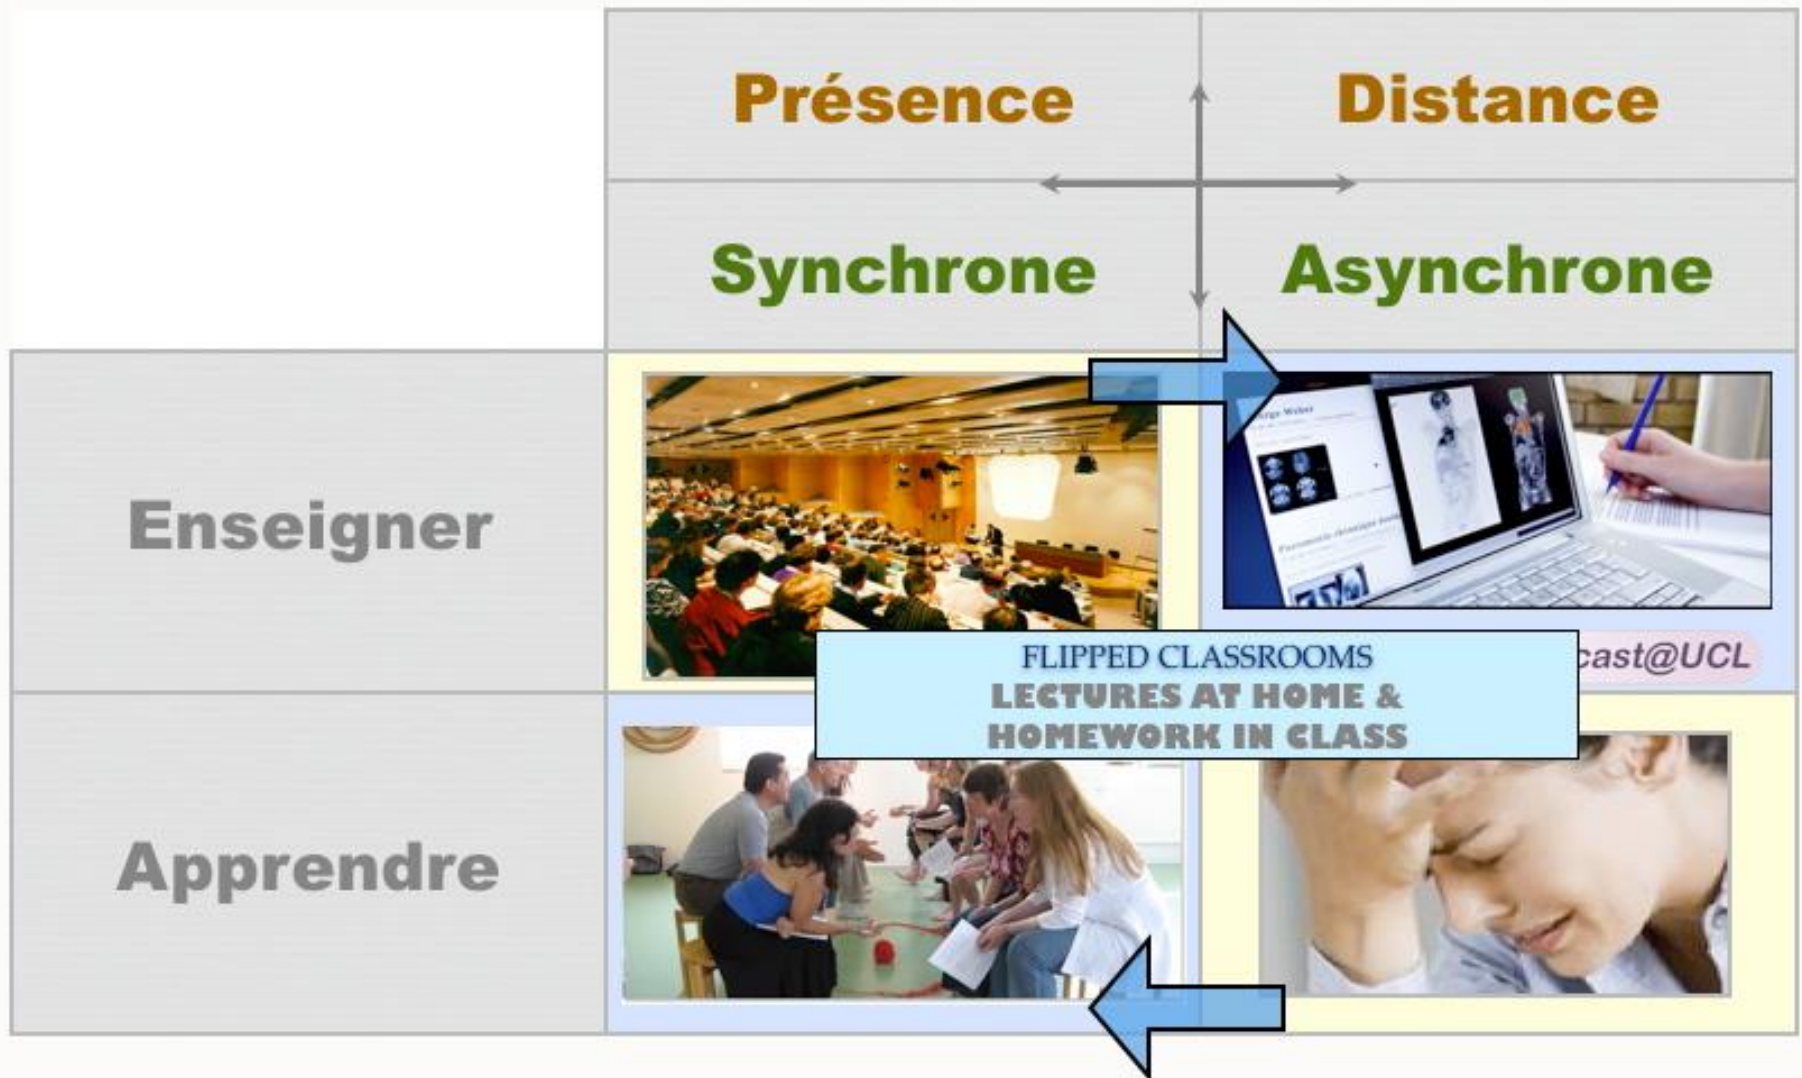 Présence
Distance
Synchrone
Asynchrone
Enseigner
FLIPPED CLASSROOMS
LECTURES AT HOME &
HOMEWORK IN CLASS
cast@UCL
Apprendre